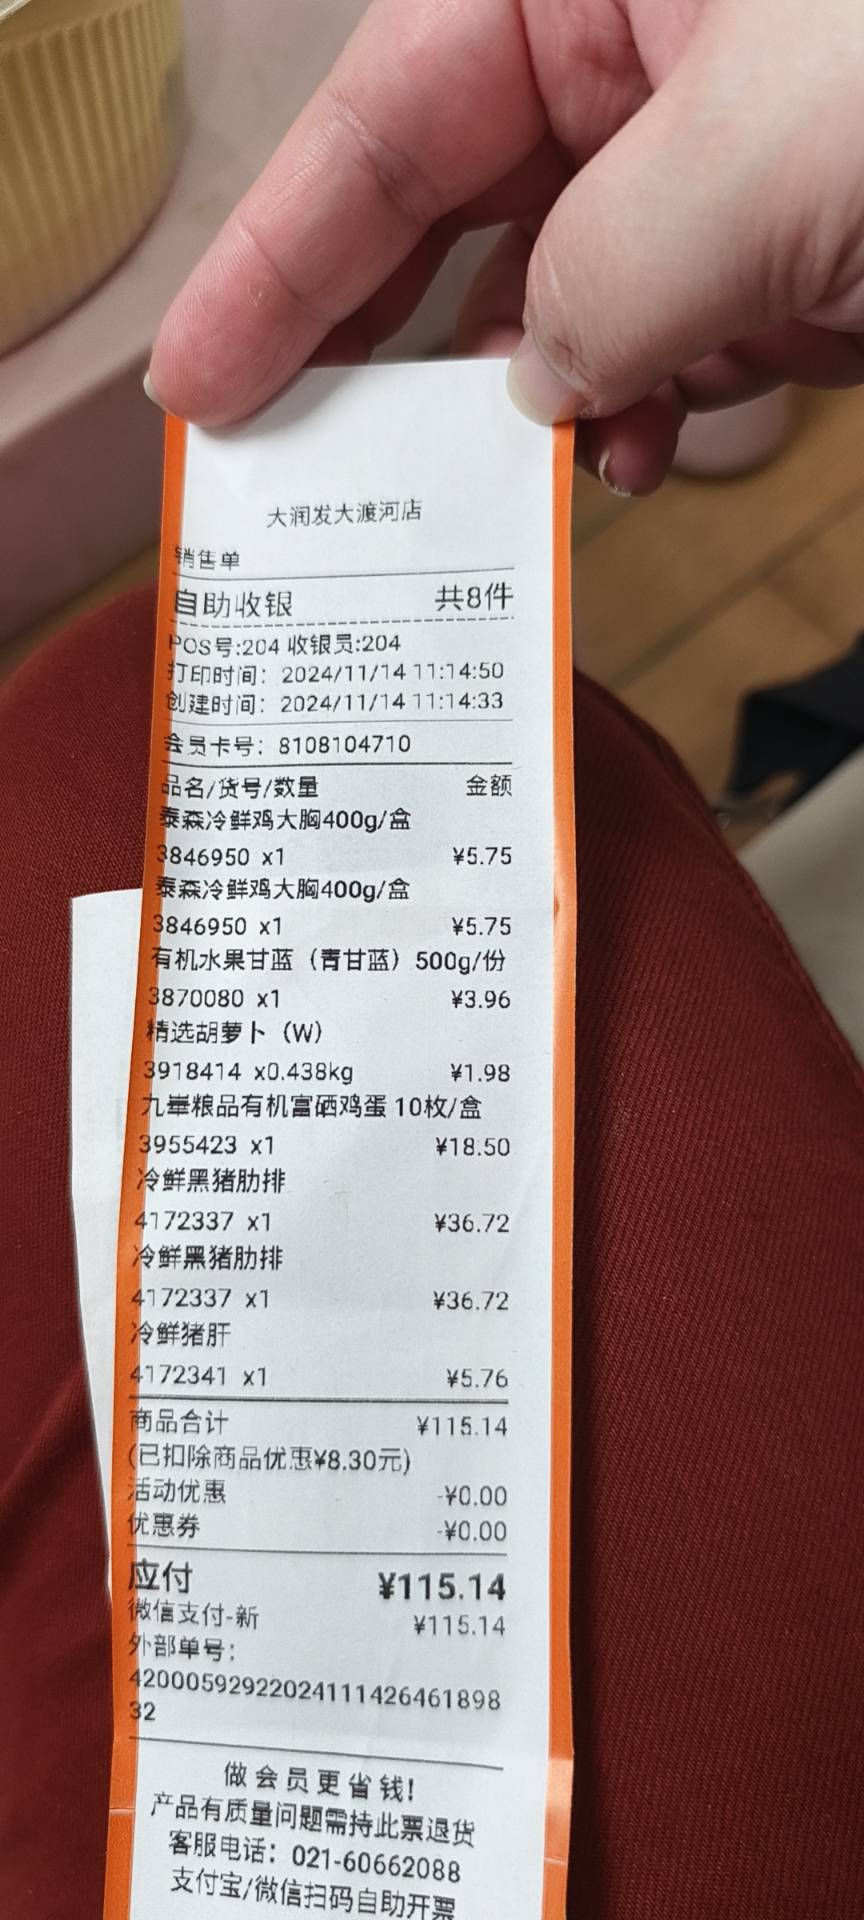 大润发大渡河店
销售单
自助收银 共8件
POS号:204 收银员:204
打印时间：2024/11/14 11:14:50
创建时间：2024/11/14 11:14:33
会员卡号：8108104710
品名/货号/数量 金额
泰森冷鲜鸡大胸400g/盒
3846950 x1 ¥5.75
泰森冷鲜鸡大胸400g/盒
3846950 x1 ¥5.75
有机水果甘蓝（青甘蓝）500g/份
3870080 x1 ¥3.96
精选胡萝卜（W）
3918414 x0.438kg ¥1.98
九崋粮品有机富硒鸡蛋 10枚/盒
3955423 x1 ¥18.50
冷鲜黑猪肋排
4172337 x1 ¥36.72
冷鲜黑猪肋排
4172337 x1 ¥36.72
冷鲜猪肝
4172341 x1 ¥5.76
商品合计 ¥115.14
(已扣除商品优惠¥8.30元)
活动优惠 -¥0.00
优惠券 -¥0.00
应付 ¥115.14
微信支付-新 ¥115.14
外部单号：
42000592922024111426461898
32
做会员更省钱!
产品有质量问题需持此票退货
客服电话：021-60662088
支付宝/微信扫码自助开票